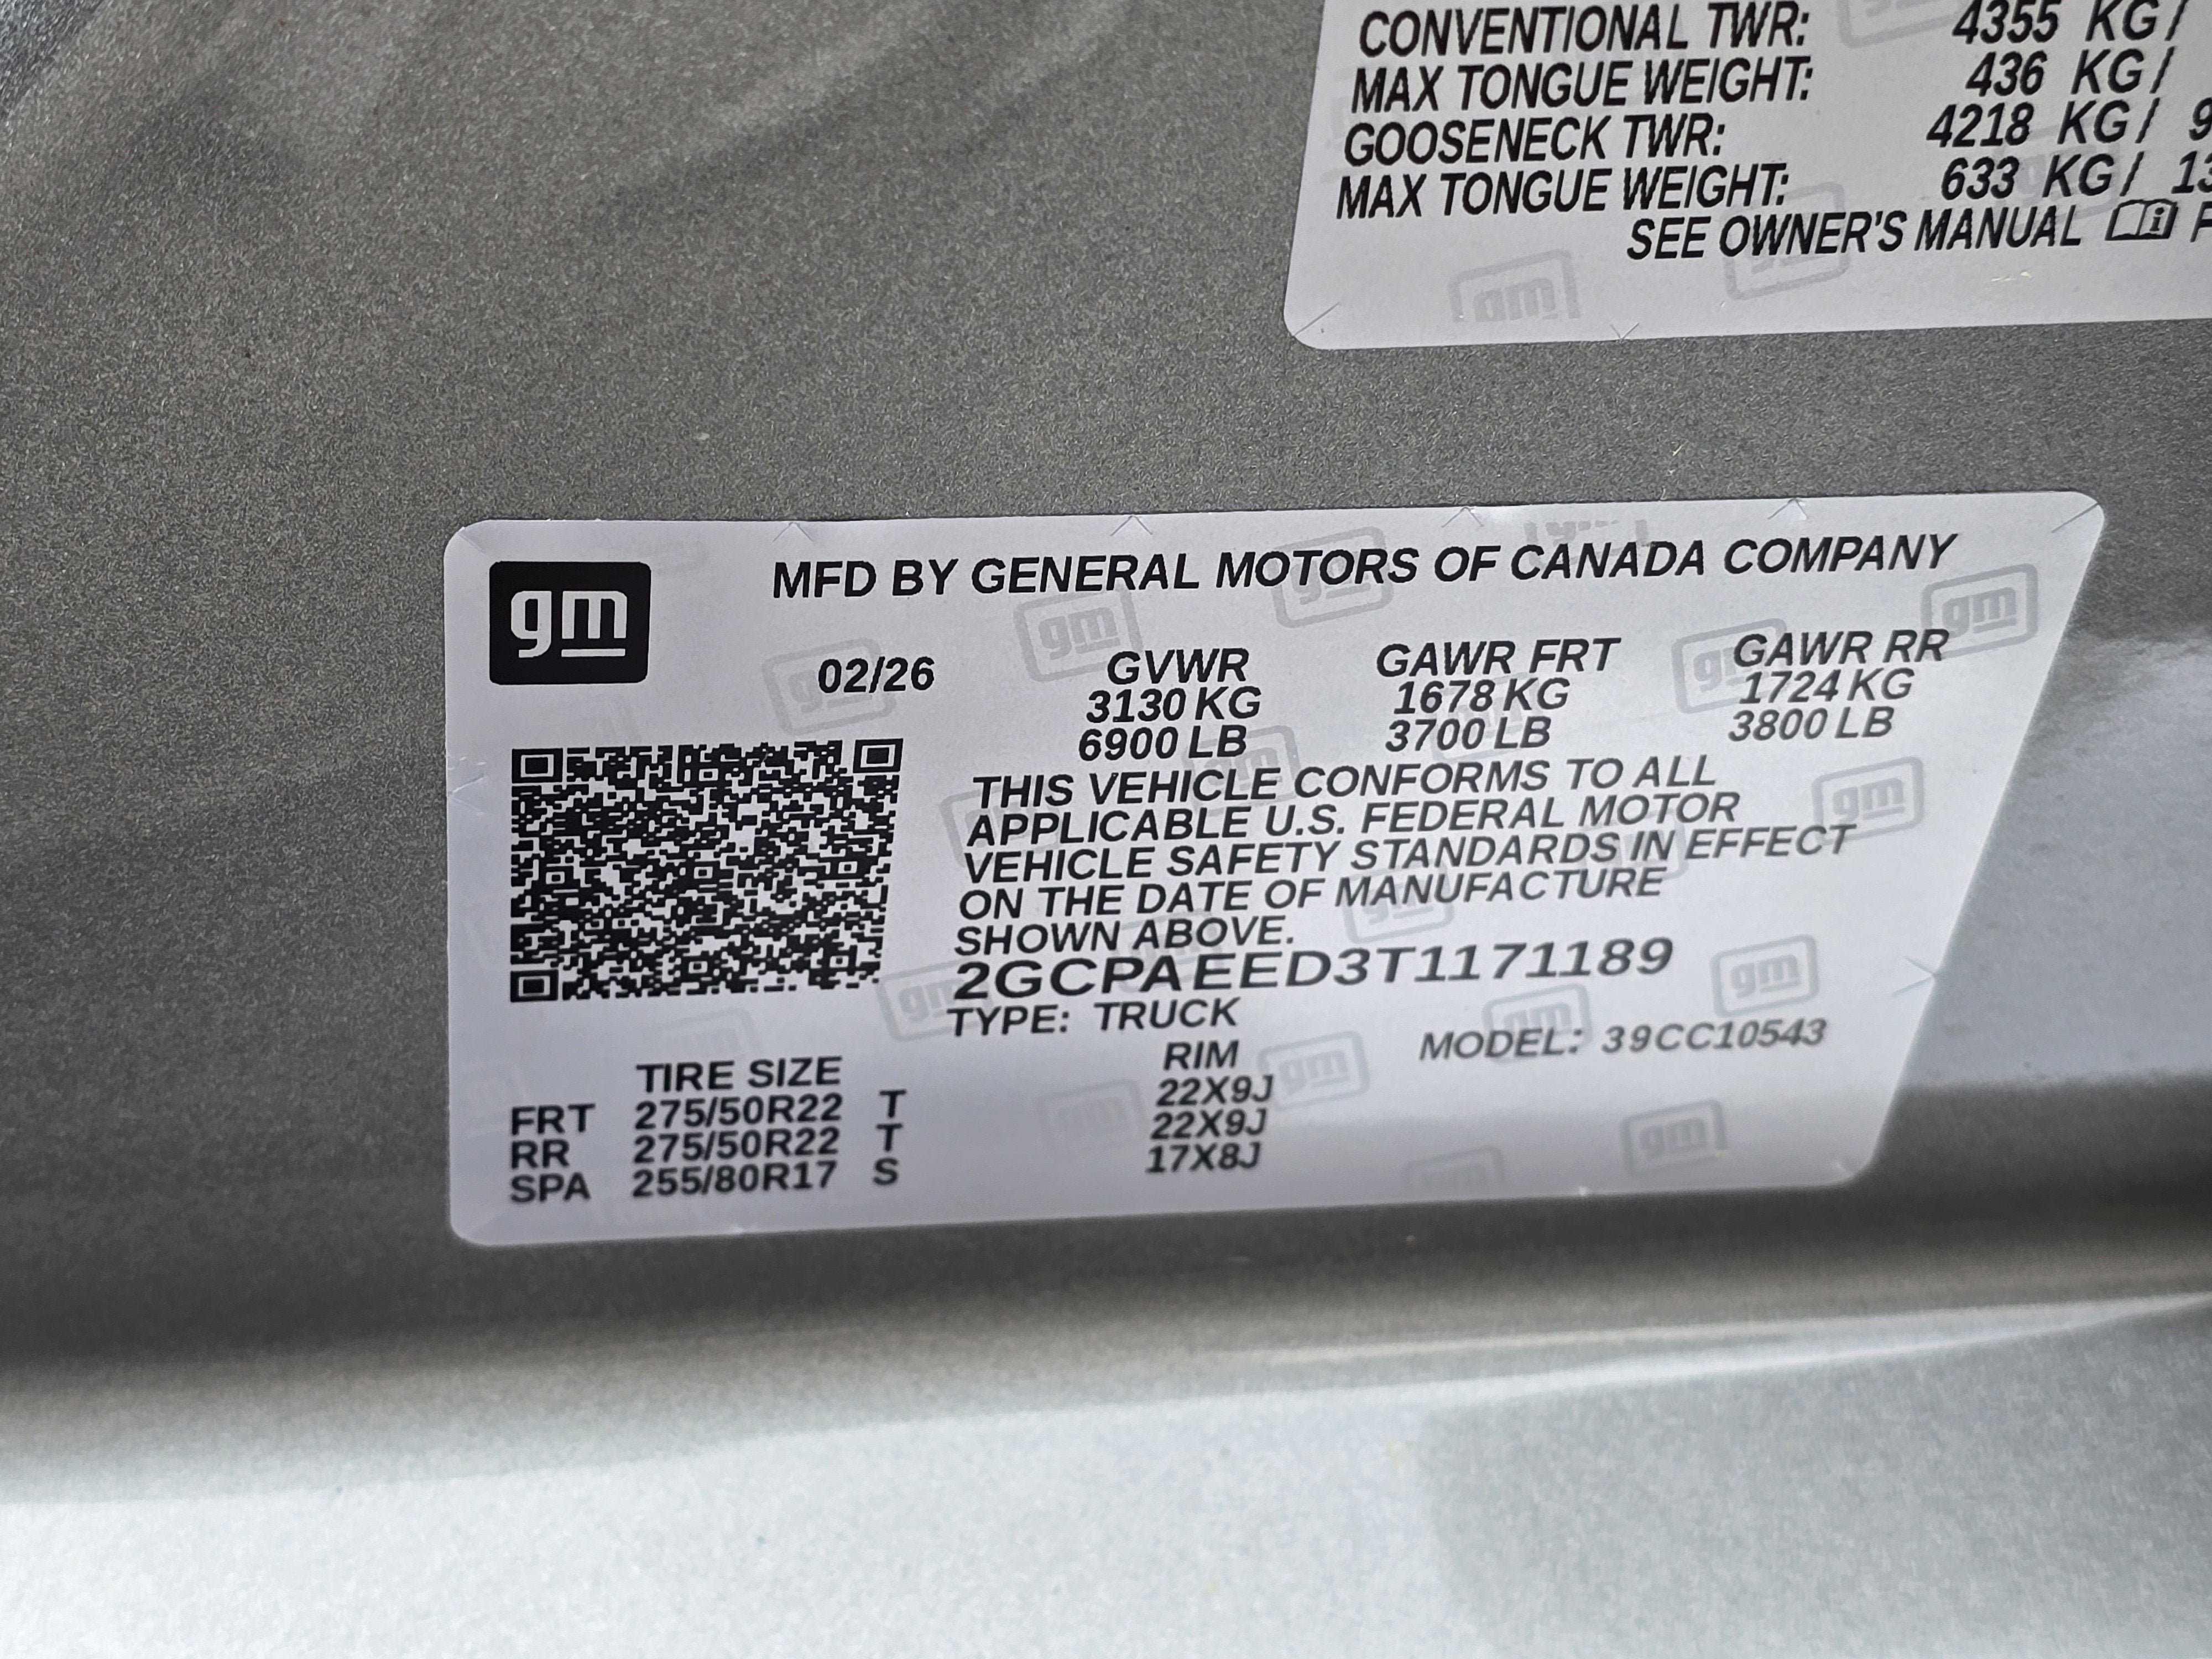 CONVENTIONAL TWR: 4355 KG/
MAX TONGUE WEIGHT: 436 KG/
GOOSENECK TWR: 4218 KG/ 9
MAX TONGUE WEIGHT: 633 KG/ 13
SEE OWNER'S MANUAL
gm
MFD BY GENERAL MOTORS OF CANADA COMPANY
02/26 GVWR GAWR FRT GAWR RR
3130 KG 1678 KG 1724 KG
6900 LB 3700 LB 3800 LB
THIS VEHICLE CONFORMS TO ALL
APPLICABLE U.S. FEDERAL MOTOR
VEHICLE SAFETY STANDARDS IN EFFECT
ON THE DATE OF MANUFACTURE
SHOWN ABOVE.
2GCPAEED3T1171189
TYPE: TRUCK MODEL: 39CC10543
TIRE SIZE RIM
FRT 275/50R22 T 22X9J
RR 275/50R22 T 22X9J
SPA 255/80R17 S 17X8J